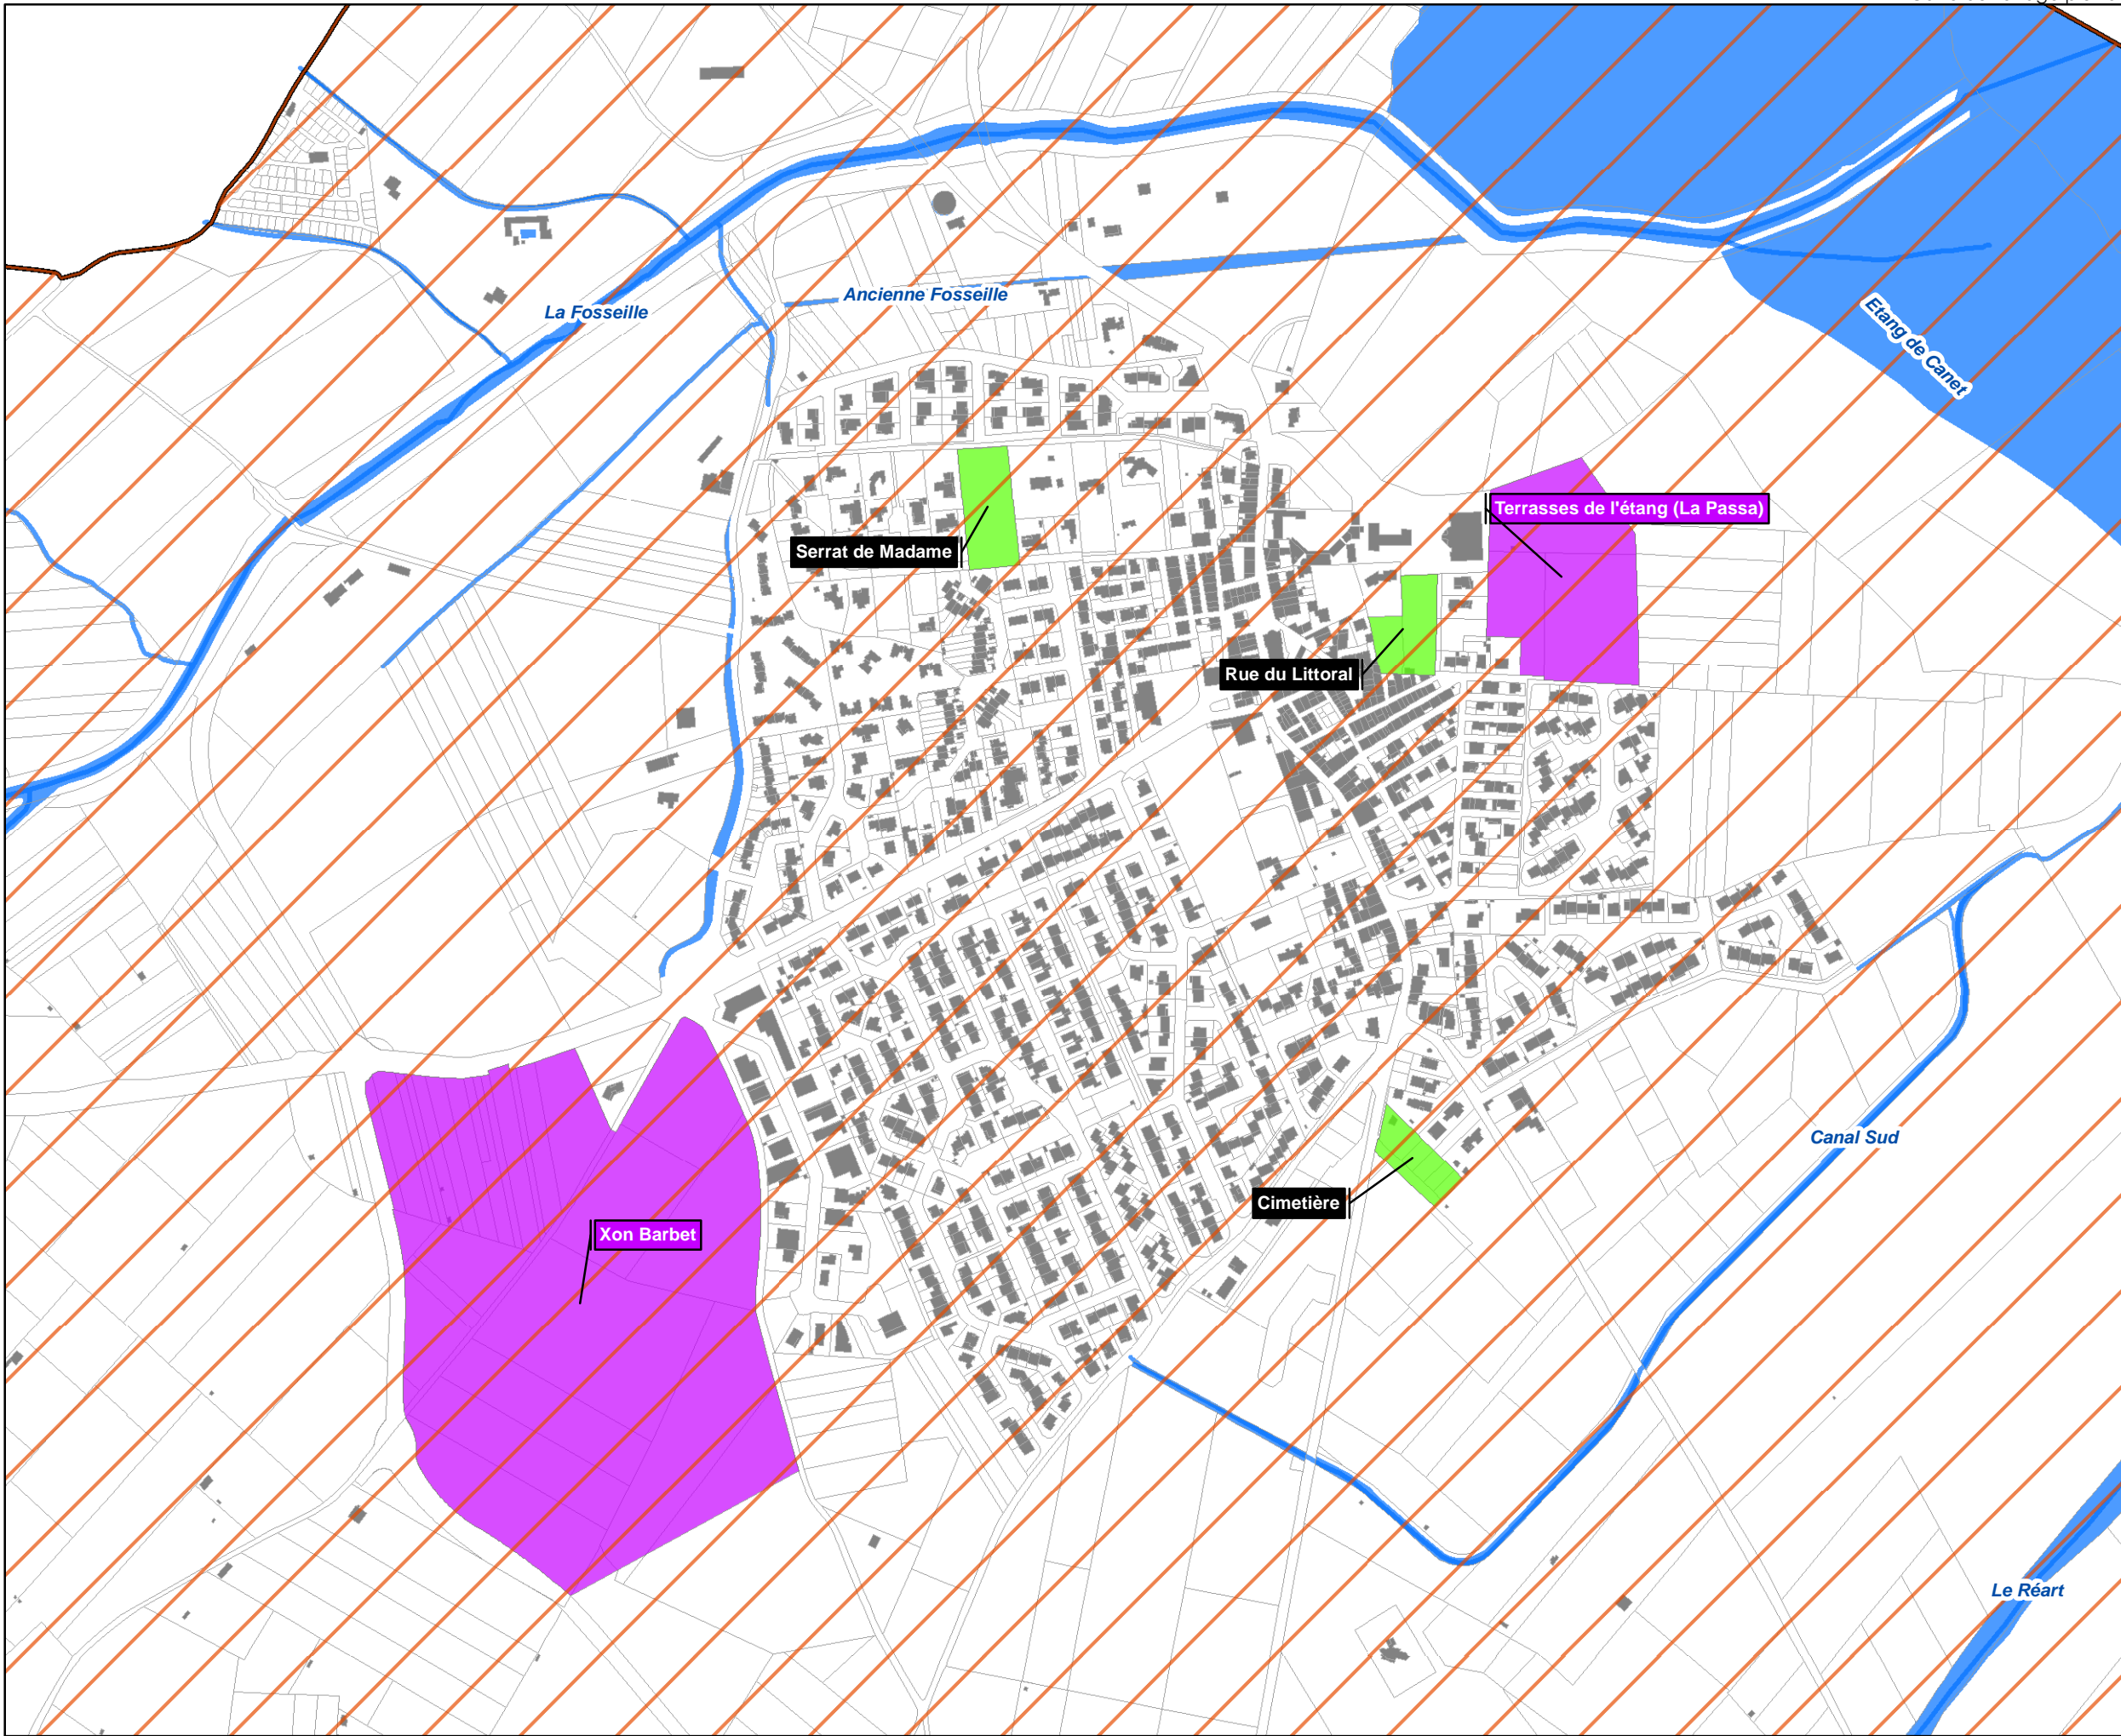 La Fosseille
Ancienne Fosseille
Etang de Canet
Terrasses de l'étang (La Passa)
Serrat de Madame
Rue du Littoral
Canal Sud
Cimetière
Xon Barbet
Le Réart